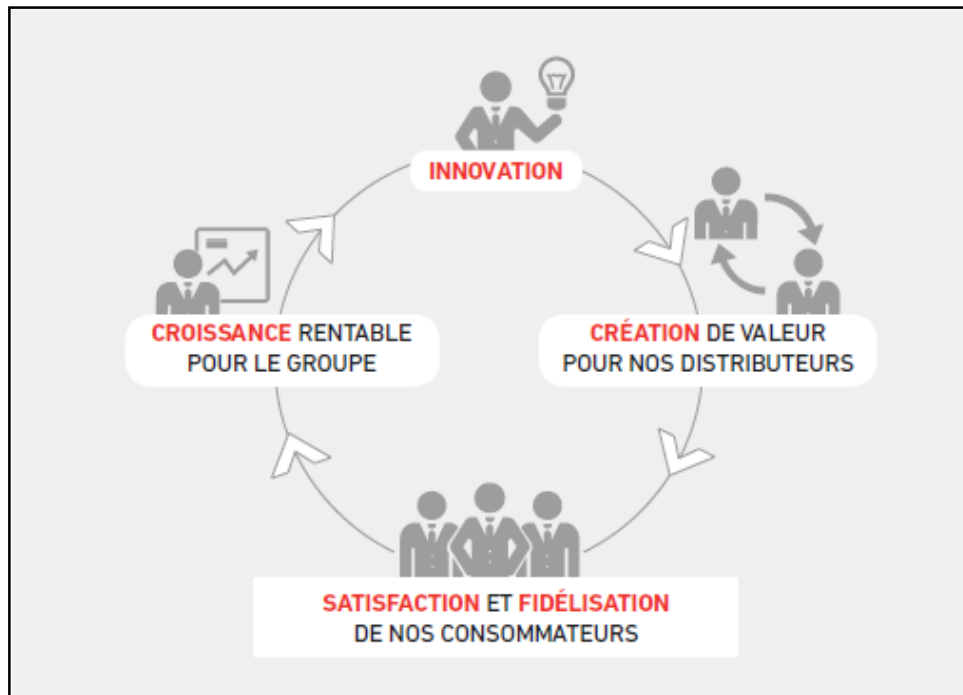 INNOVATION
CROISSANCE RENTABLE
POUR LE GROUPE
CRÉATION DE VALEUR
POUR NOS DISTRIBUTEURS
SATISFACTION ET FIDÉLISATION
DE NOS CONSOMMATEURS